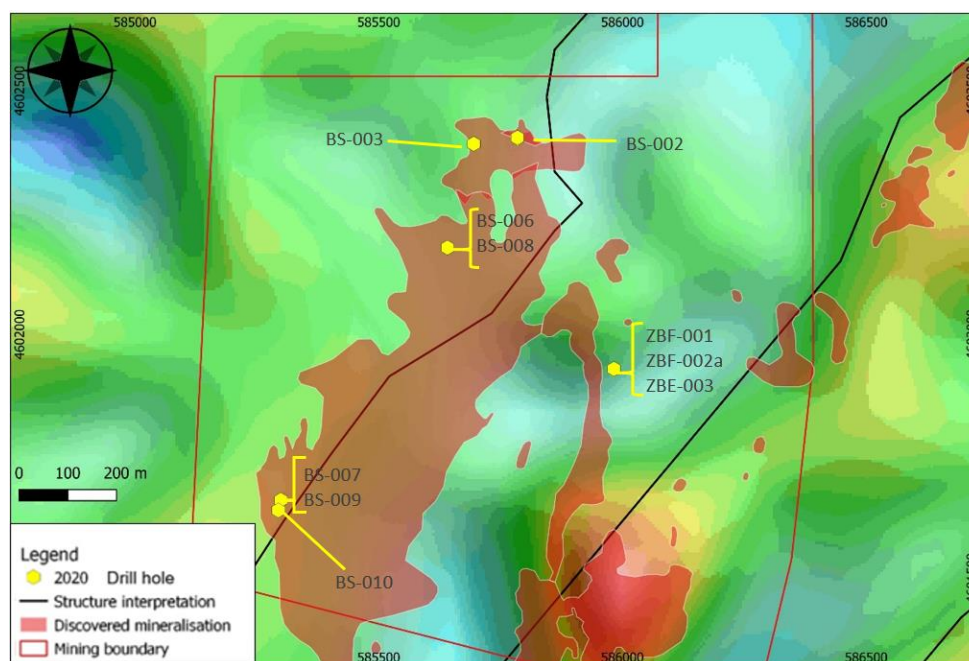 585000
585500
586000
586500
4602500
BS-003
BS-002
BS-006
BS-008
4602000
ZBF-001
ZBF-002a
ZBE-003
0 100 200 m
BS-007
BS-009
BS-010
Legend
2020 Drill hole
Structure interpretation
Discovered mineralisation
Mining boundary
585500
586000
586500